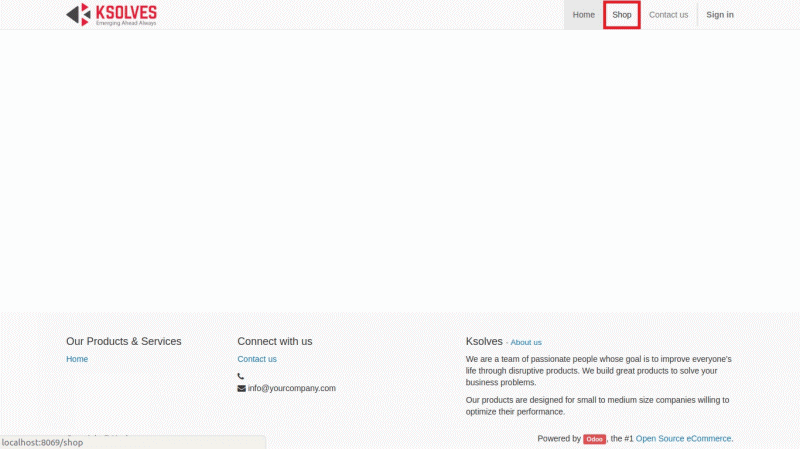 KSOLVES
Emerging Ahead Always
Home Shop Contact us Sign in
Our Products & Services
Home
Connect with us
Contact us
info@yourcompany.com
Ksolves - About us
We are a team of passionate people whose goal is to improve everyone's
life through disruptive products. We build great products to solve your
business problems.
Our products are designed for small to medium size companies willing to
optimize their performance.
localhost:8069/shop
Powered by Odoo, the #1 Open Source eCommerce.